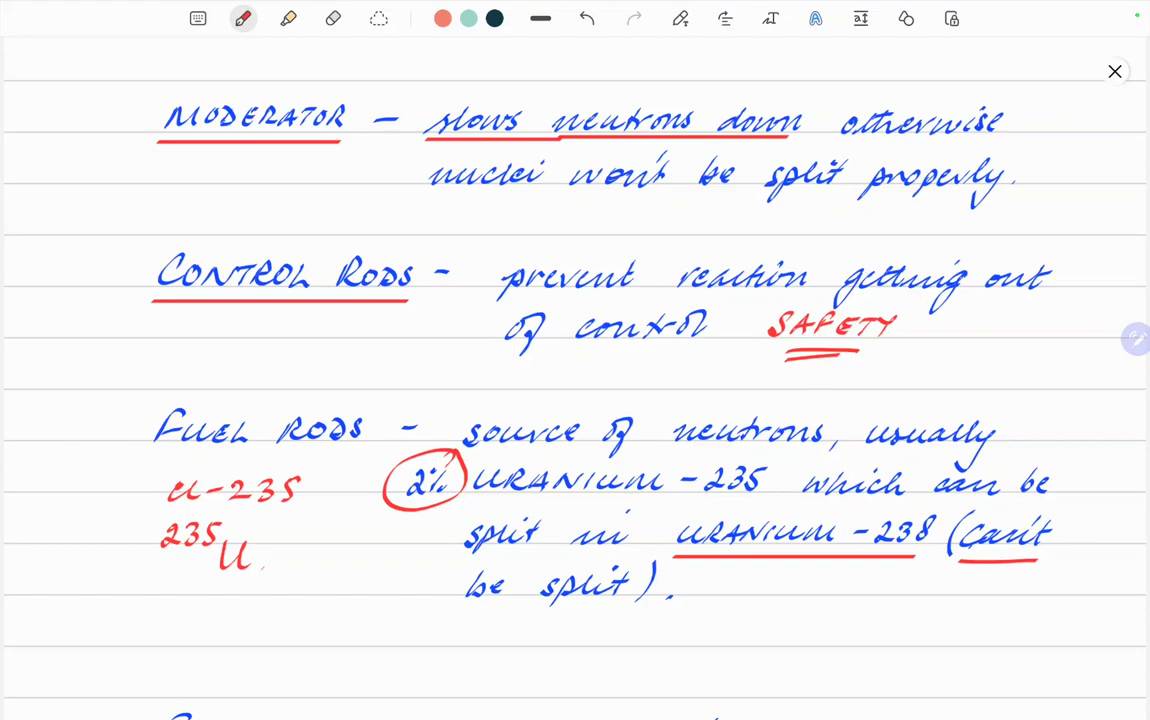 MODERATOR - slows neutrons down otherwise
nuclei won't be split properly.
CONTROL RODS - prevent reaction getting out
of control SAFETY
FUEL RODS - source of neutrons, usually
U-235 2% URANIUM-235 which can be
235U split in URANIUM-238 (Can't
be split).